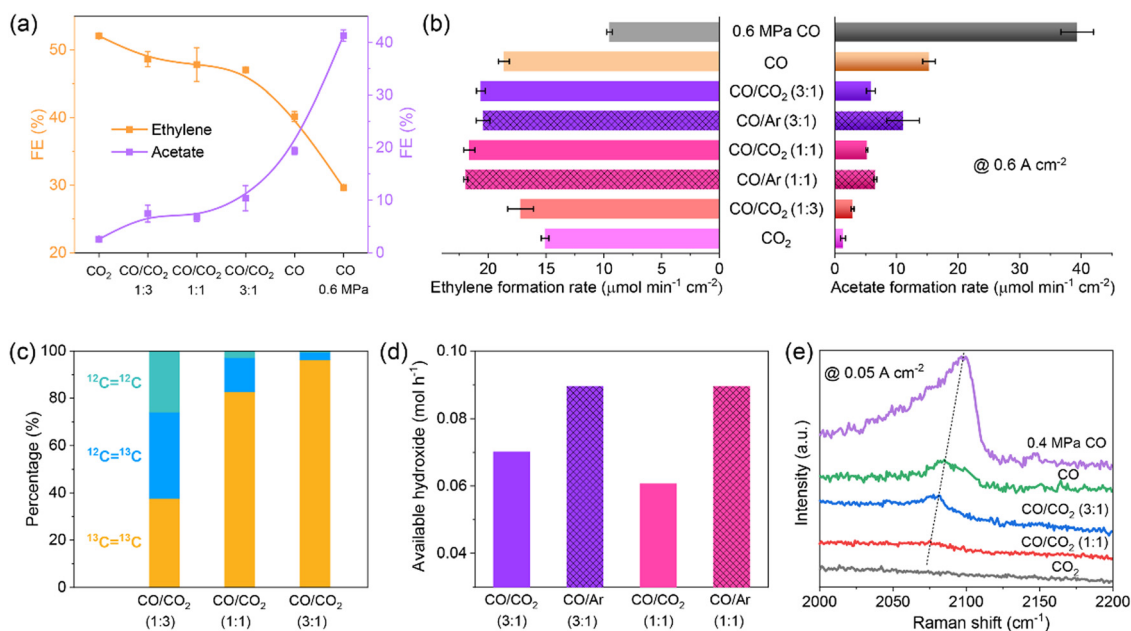 (a)
FE (%)
50
40
30
20
Ethylene
Acetate
40
30
20
10
0
FE (%)
CO₂
CO/CO₂
1:3
CO/CO₂
1:1
CO/CO₂
3:1
CO
CO
0.6 MPa
(b)
0.6 MPa CO
CO
CO/CO₂ (3:1)
CO/Ar (3:1)
CO/CO₂ (1:1)
CO/Ar (1:1)
CO/CO₂ (1:3)
CO₂
@ 0.6 A cm⁻²
20 15 10 5 0
0 10 20 30 40
Ethylene formation rate (μmol min⁻¹ cm⁻²)
Acetate formation rate (μmol min⁻¹ cm⁻²)
(c)
Percentage (%)
100
80
60
40
20
0
¹²C=¹²C
¹²C=¹³C
¹³C=¹³C
CO/CO₂
(1:3)
CO/CO₂
(1:1)
CO/CO₂
(3:1)
(d)
Available hydroxide (mol h⁻¹)
0.10
0.08
0.06
0.04
CO/CO₂
(3:1)
CO/Ar
(3:1)
CO/CO₂
(1:1)
CO/Ar
(1:1)
(e)
@ 0.05 A cm⁻²
Intensity (a.u.)
0.4 MPa CO
CO
CO/CO₂ (3:1)
CO/CO₂ (1:1)
CO₂
2000 2050 2100 2150 2200
Raman shift (cm⁻¹)